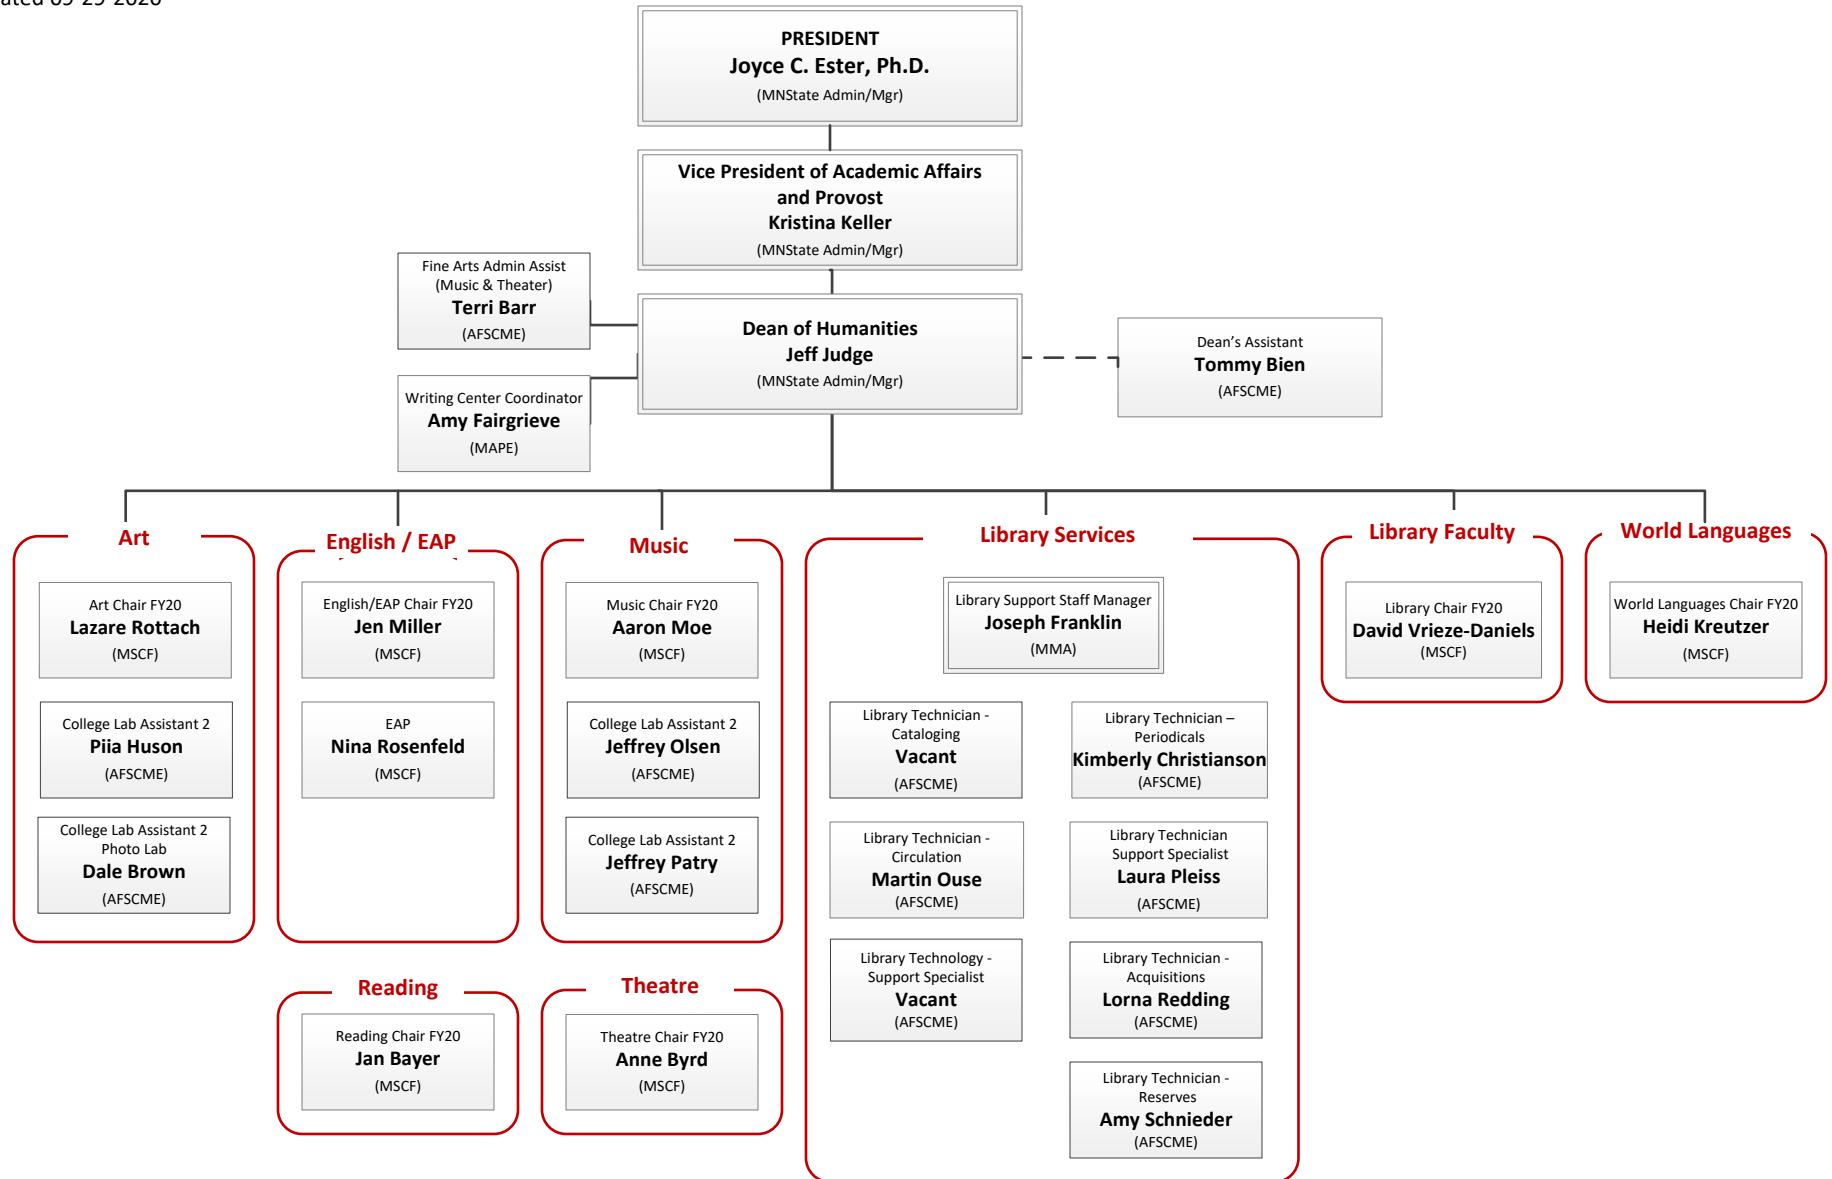 09-29-2020
PRESIDENT
Joyce C. Ester, Ph.D.
(MNState Admin/Mgr)
Vice President of Academic Affairs
and Provost
Kristina Keller
(MNState Admin/Mgr)
Fine Arts Admin Assist
(Music & Theater)
Terri Barr
(AFSCME)
Dean of Humanities
Jeff Judge
(MNState Admin/Mgr)
Dean's Assistant
Tommy Bien
(AFSCME)
Writing Center Coordinator
Amy Fairgrieve
(MAPE)
Art
Art Chair FY20
Lazare Rottach
(MSCF)
College Lab Assistant 2
Piia Huson
(AFSCME)
College Lab Assistant 2
Photo Lab
Dale Brown
(AFSCME)
English / EAP
English/EAP Chair FY20
Jen Miller
(MSCF)
EAP
Nina Rosenfeld
(MSCF)
Music
Music Chair FY20
Aaron Moe
(MSCF)
College Lab Assistant 2
Jeffrey Olsen
(AFSCME)
College Lab Assistant 2
Jeffrey Patry
(AFSCME)
Library Services
Library Support Staff Manager
Joseph Franklin
(MMA)
Library Technician -
Cataloging
Vacant
(AFSCME)
Library Technician –
Periodicals
Kimberly Christianson
(AFSCME)
Library Technician -
Circulation
Martin Ouse
(AFSCME)
Library Technician
Support Specialist
Laura Pleiss
(AFSCME)
Library Technology -
Support Specialist
Vacant
(AFSCME)
Library Technician -
Acquisitions
Lorna Redding
(AFSCME)
Library Technician -
Reserves
Amy Schnieder
(AFSCME)
Library Faculty
Library Chair FY20
David Vrieze-Daniels
(MSCF)
World Languages
World Languages Chair FY20
Heidi Kreutzer
(MSCF)
Reading
Reading Chair FY20
Jan Bayer
(MSCF)
Theatre
Theatre Chair FY20
Anne Byrd
(MSCF)